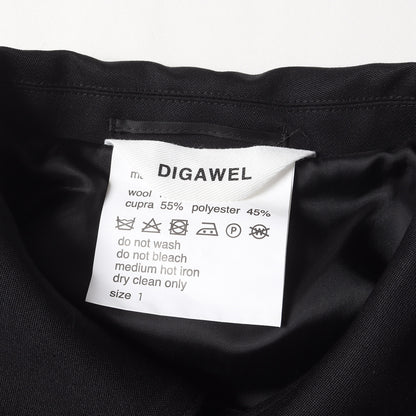 DIGAWEL
wool
cupra 55% polyester 45%
P
do not wash
do not bleach
medium hot iron
dry clean only
size 1